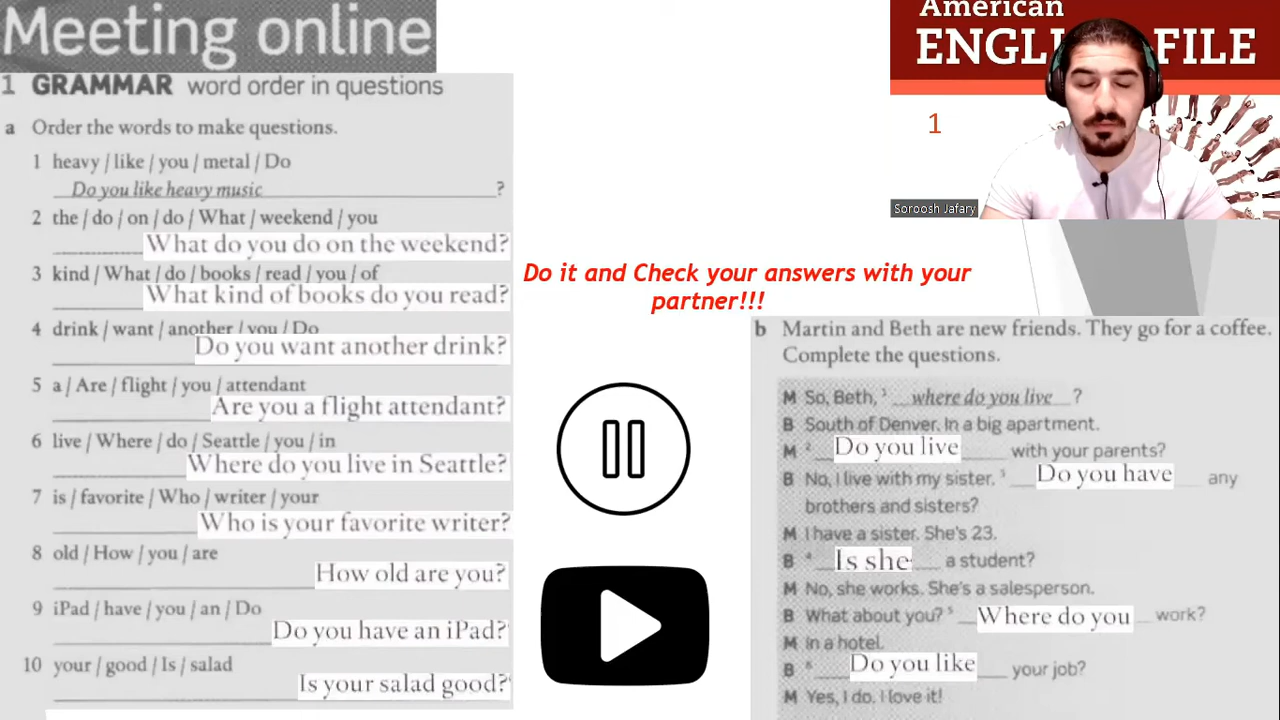 Meeting online
1 GRAMMAR word order in questions
a Order the words to make questions.
1 heavy / like / you / metal / Do
Do you like heavy music ?
2 the / do / on / do / What / weekend / you
What do you do on the weekend?
3 kind / What / do / books / read / you / of
What kind of books do you read?
4 drink / want / another / you / Do
Do you want another drink?
5 a / Are / flight / you / attendant
Are you a flight attendant?
6 live / Where / do / Seattle / you / in
Where do you live in Seattle?
7 is / favorite / Who / writer / your
Who is your favorite writer?
8 old / How / you / are
How old are you?
9 iPad / have / you / an / Do
Do you have an iPad?
10 your / good / Is / salad
Is your salad good?
Do it and Check your answers with your
partner!!!
American
ENGLISH FILE
1
Soroosh Jafary
b Martin and Beth are new friends. They go for a coffee.
Complete the questions.
M So, Beth, 1 where do you live ?
B South of Denver. In a big apartment.
M 2 Do you live with your parents?
B No, I live with my sister. 3 Do you have any
brothers and sisters?
M I have a sister. She's 23.
B 4 Is she a student?
M No, she works. She's a salesperson.
B What about you? 5 Where do you work?
M In a hotel.
B 6 Do you like your job?
M Yes, I do. I love it!